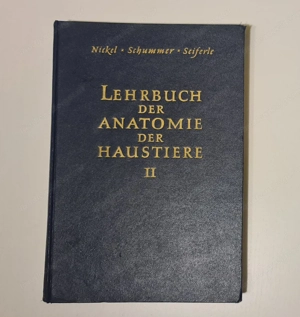 Nickel · Schummer · Seiferle
LEHRBUCH
DER
ANATOMIE
DER
HAUSTIERE
II